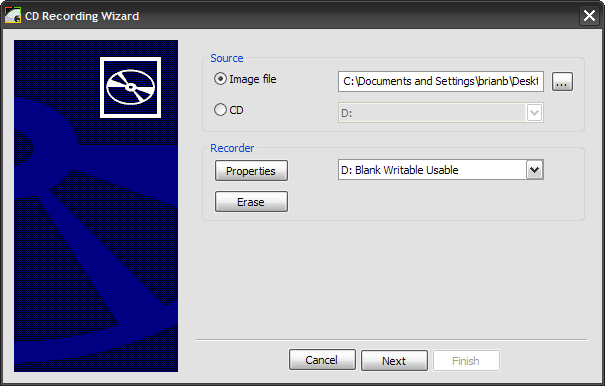 CD Recording Wizard
Source
Image file
C:\Documents and Settings\brianb\Deskt
...
CD
D:
Recorder
Properties
D: Blank Writable Usable
Erase
Cancel
Next
Finish